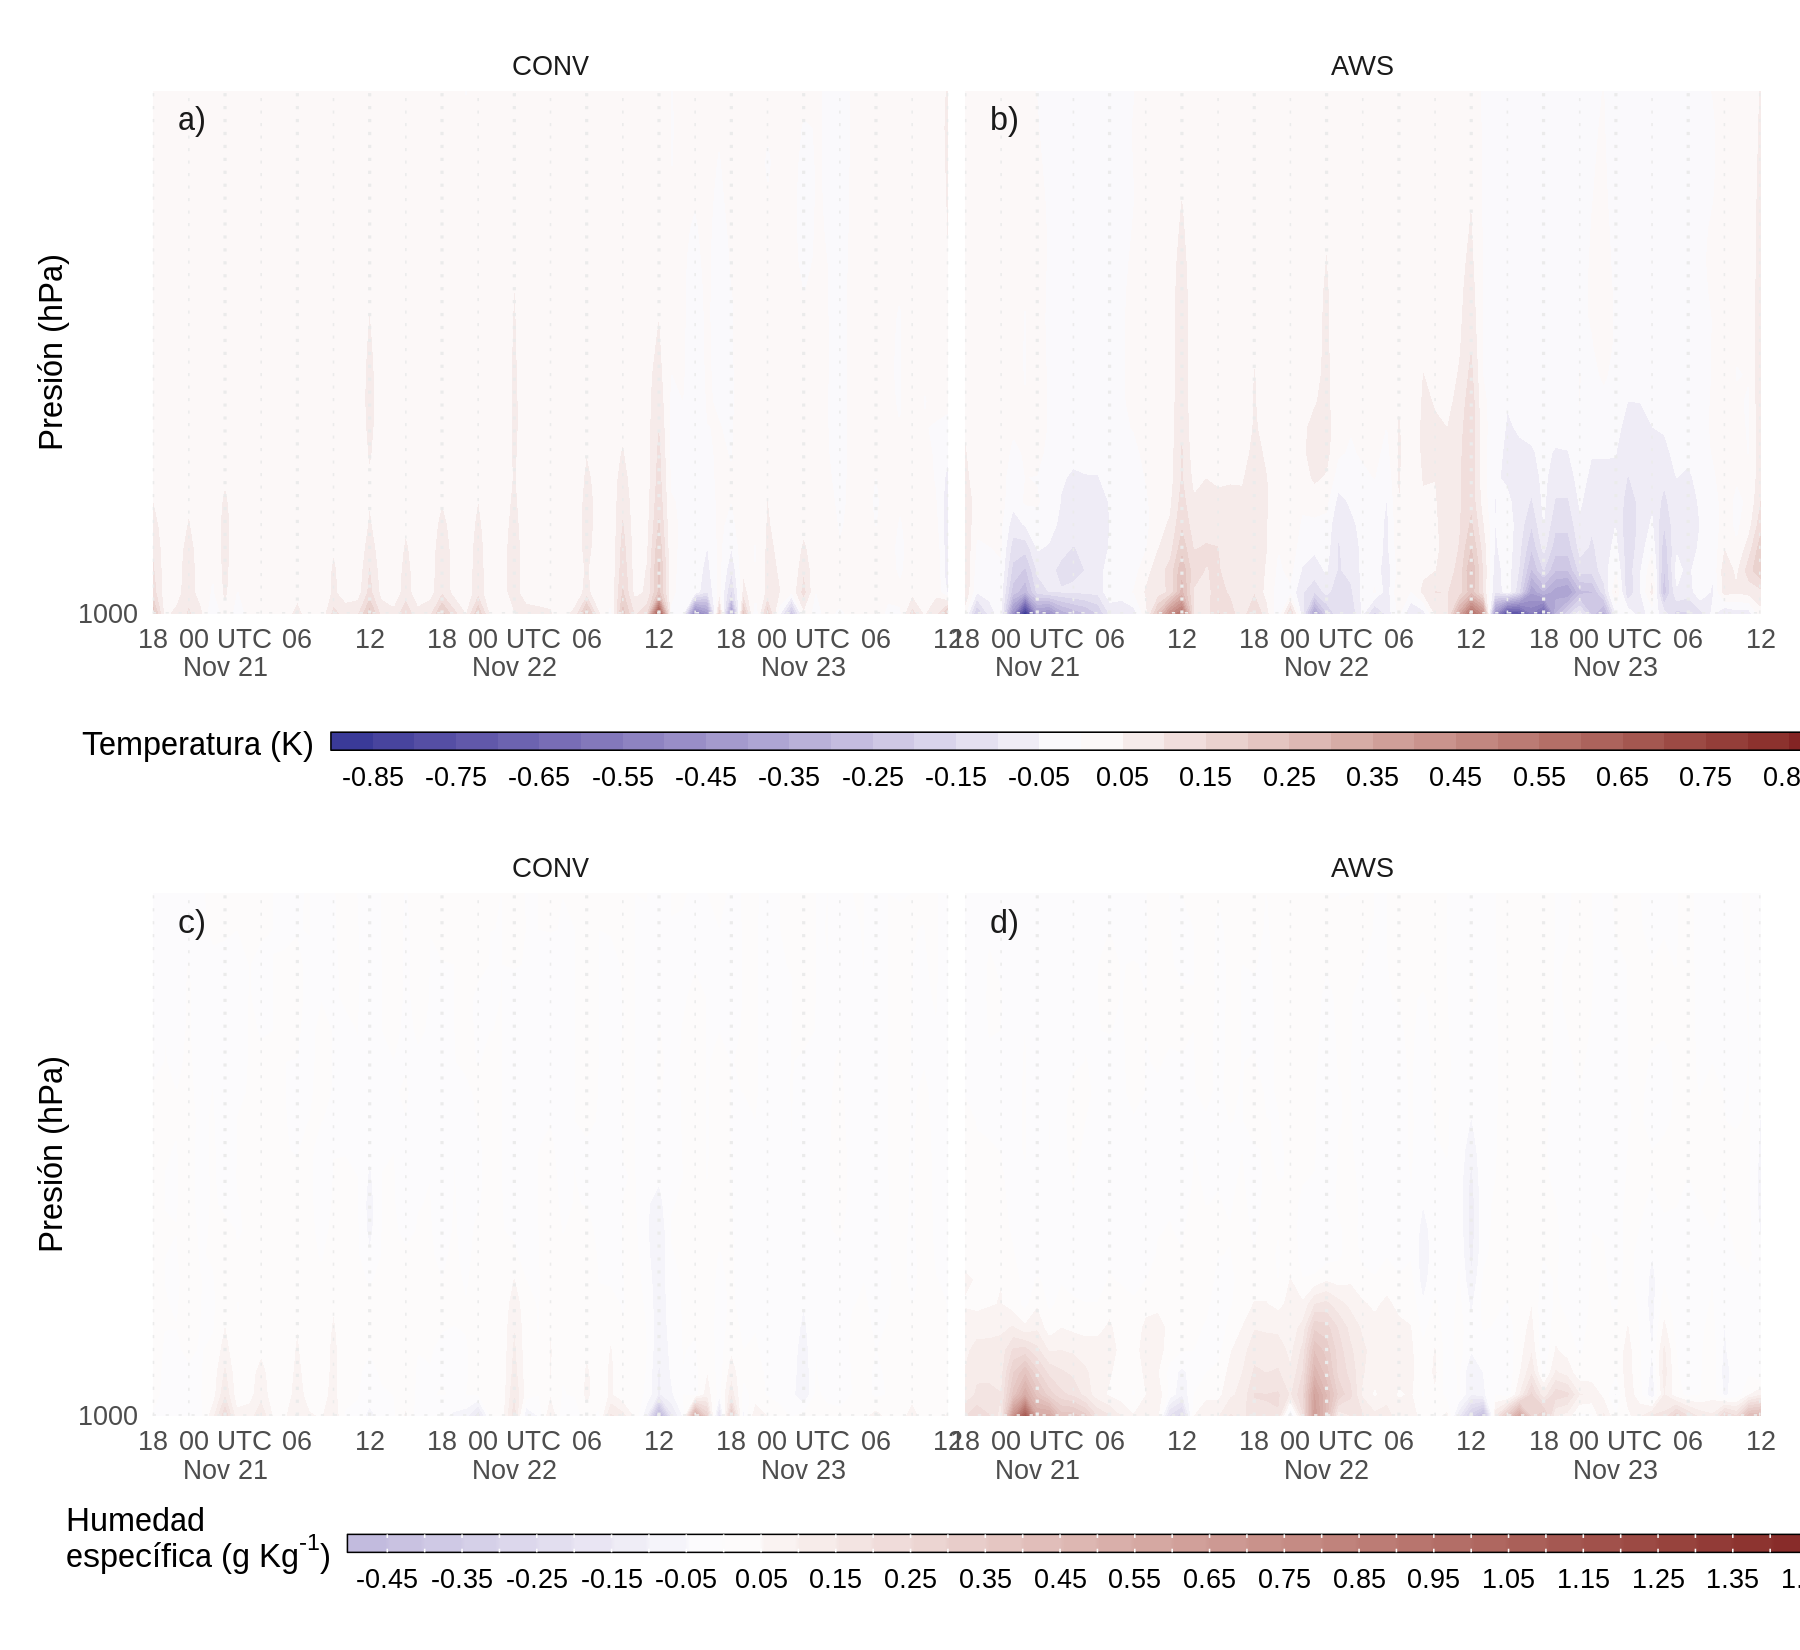 CONV AWS
a) b)
Presión (hPa)
1000
18 00 UTC 06 12 18 00 UTC 06 12 18 00 UTC 06 12 18 00 UTC 06 12 18 00 UTC 06 12 18 00 UTC 06 12
Nov 21 Nov 22 Nov 23 Nov 21 Nov 22 Nov 23
Temperatura (K)
-0.85 -0.75 -0.65 -0.55 -0.45 -0.35 -0.25 -0.15 -0.05 0.05 0.15 0.25 0.35 0.45 0.55 0.65 0.75 0.8
CONV AWS
c) d)
Presión (hPa)
1000
18 00 UTC 06 12 18 00 UTC 06 12 18 00 UTC 06 12 18 00 UTC 06 12 18 00 UTC 06 12 18 00 UTC 06 12
Nov 21 Nov 22 Nov 23 Nov 21 Nov 22 Nov 23
Humedad
específica (g Kg⁻¹)
-0.45 -0.35 -0.25 -0.15 -0.05 0.05 0.15 0.25 0.35 0.45 0.55 0.65 0.75 0.85 0.95 1.05 1.15 1.25 1.35 1.